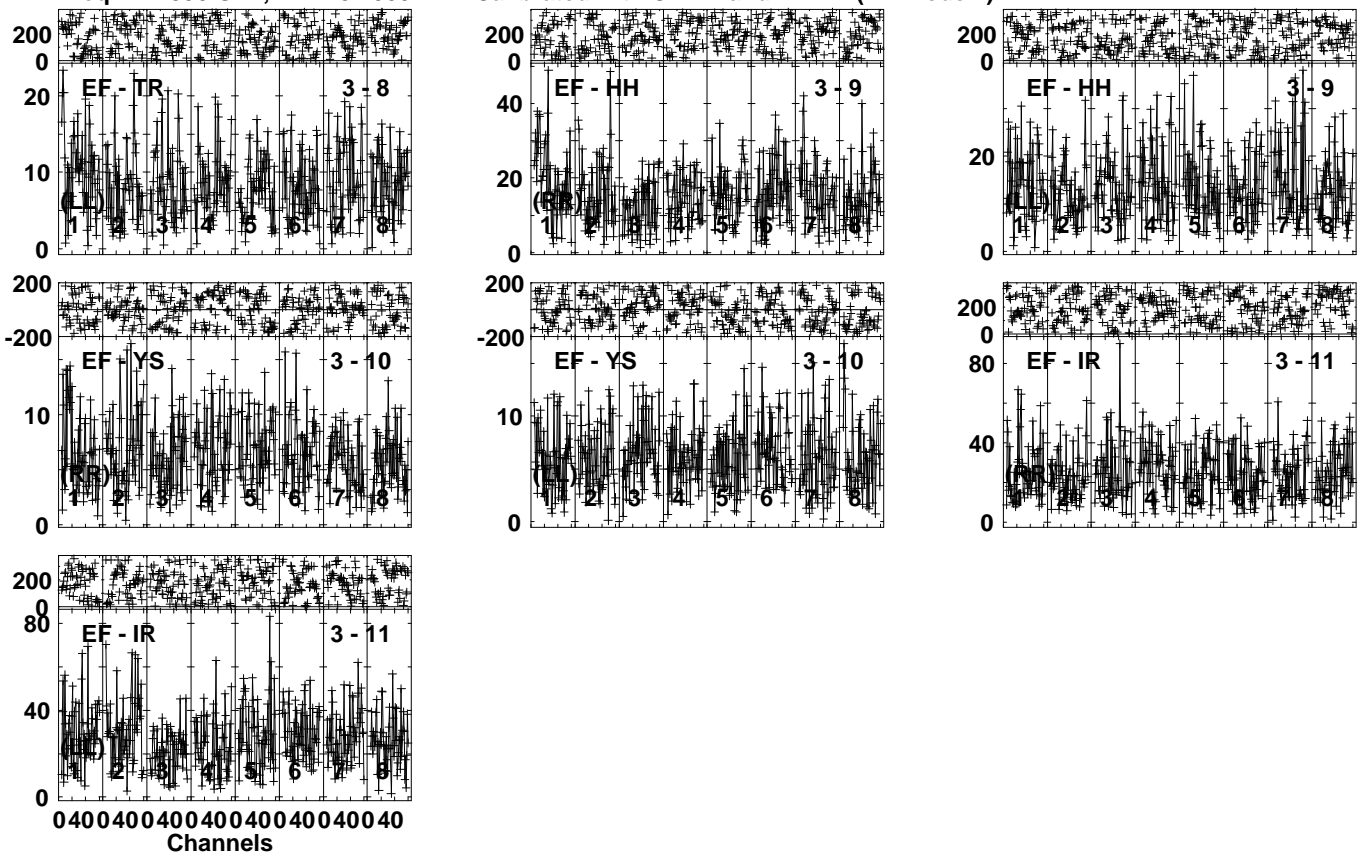 200
0
EF - TR 3 - 8
20
10
(LL)
1 2 3 4 5 6 7 8
0
200
0
EF - HH 3 - 9
40
20
(RR)
1 2 3 4 5 6 7 8
0
200
0
EF - HH 3 - 9
20
(LL)
1 2 3 4 5 6 7 8
0
200
-200
EF - YS 3 - 10
10
(RR)
1 2 3 4 5 6 7 8
0
200
-200
EF - YS 3 - 10
10
(LL)
1 2 3 4 5 6 7 8
0
200
0
EF - IR 3 - 11
80
40
(RR)
1 2 3 4 5 6 7 8
0
200
0
EF - IR 3 - 11
80
40
(LL)
1 2 3 4 5 6 7 8
0
0 40 0 40 0 40 0 40 0 40 0 40 0 40 0 40
Channels